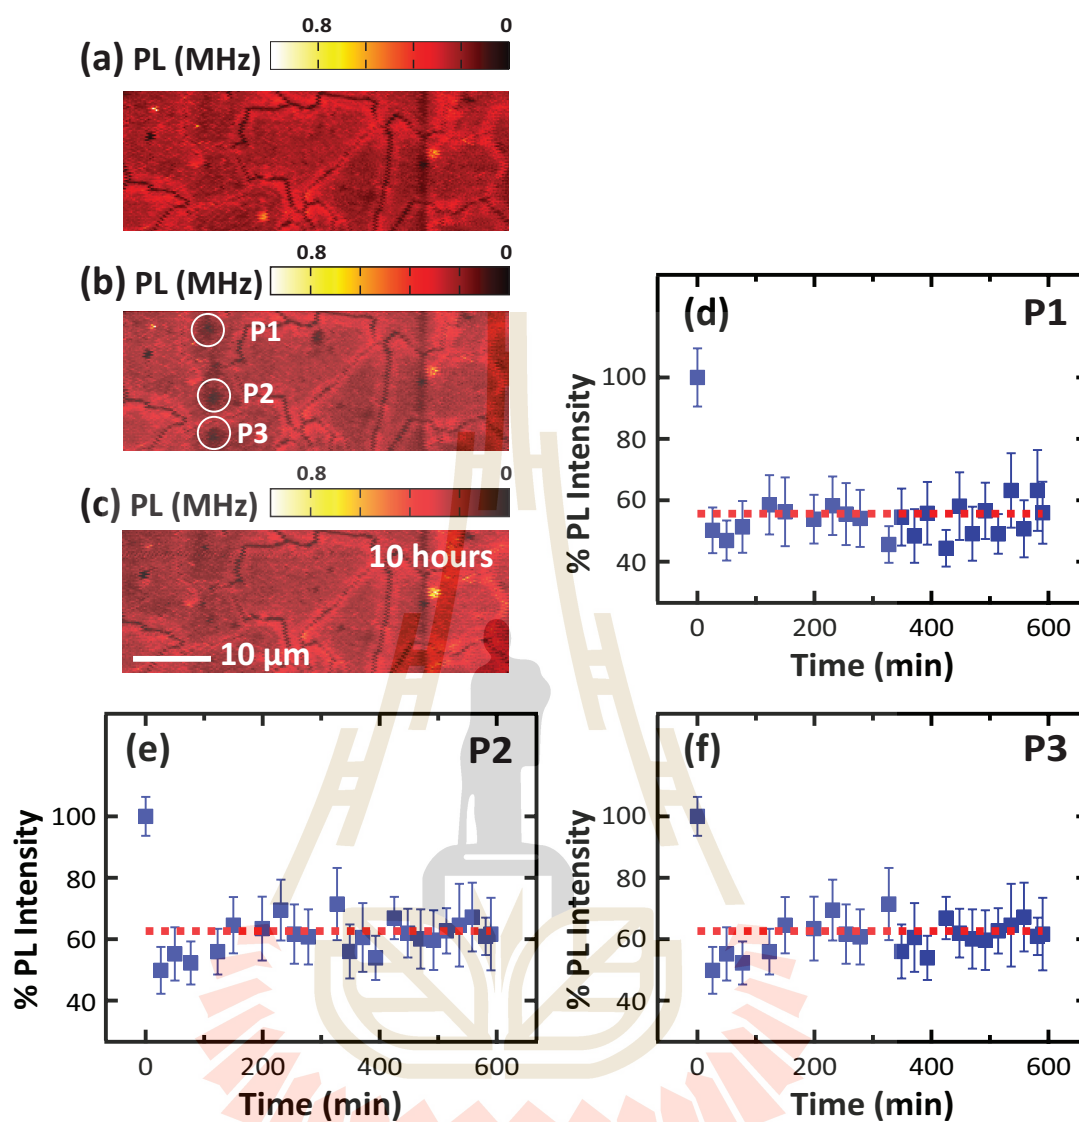 0.8 0
(a) PL (MHz)
0.8 0
(b) PL (MHz)
P1
P2
P3
0.8 0
(c) PL (MHz)
10 hours
10 µm
(d) P1
% PL Intensity
100
80
60
40
0 200 400 600
Time (min)
(e) P2
% PL Intensity
100
80
60
40
0 200 400 600
Time (min)
(f) P3
% PL Intensity
100
80
60
40
0 200 400 600
Time (min)